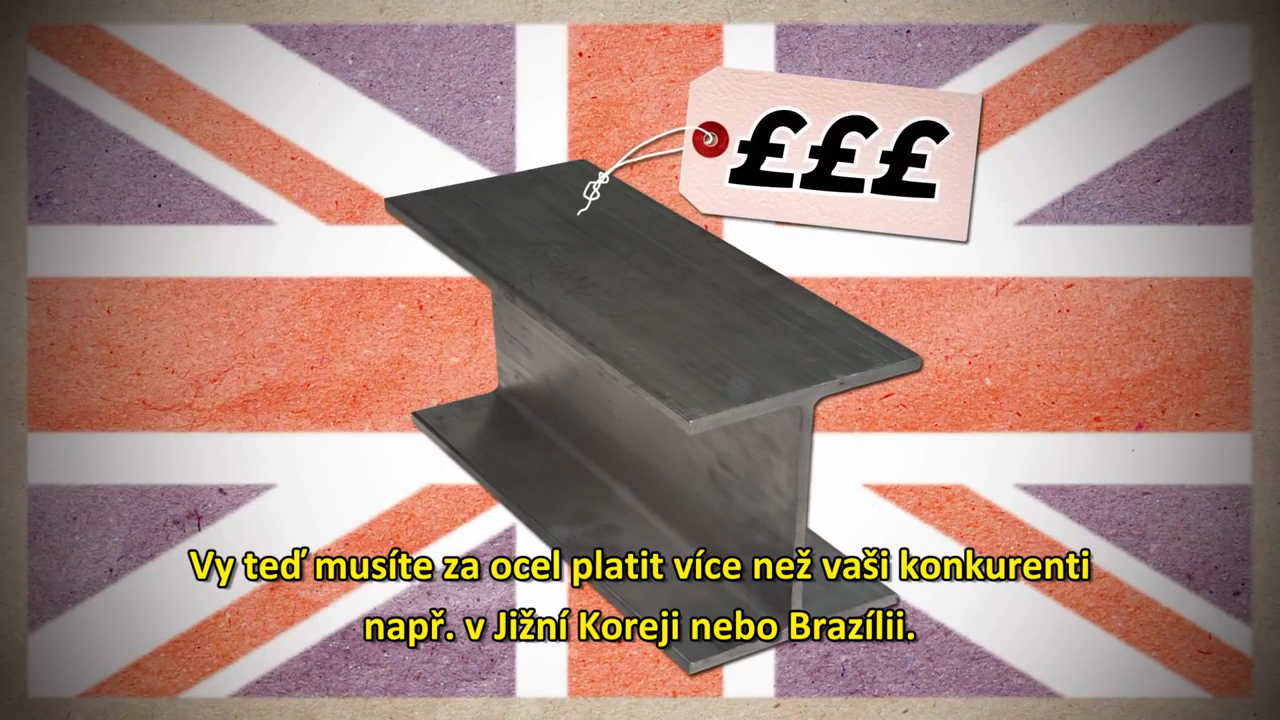 £££
Vy teď musíte za ocel platit více než vaši konkurenti
např. v Jižní Koreji nebo Brazílii.